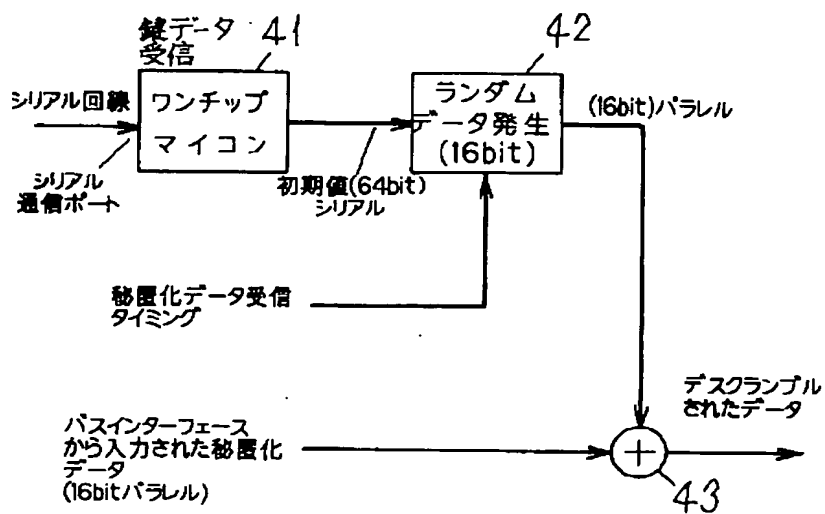 鍵データ
受信
41
42
シリアル回線
ワンチップ
マイコン
ランダム
データ発生
(16bit)
(16bit)パラレル
シリアル
通信ポート
初期値(64bit)
シリアル
秘匿化データ受信
タイミング
デスクランブル
されたデータ
バスインターフェース
から入力された秘匿化
データ
(16bitパラレル)
+
43